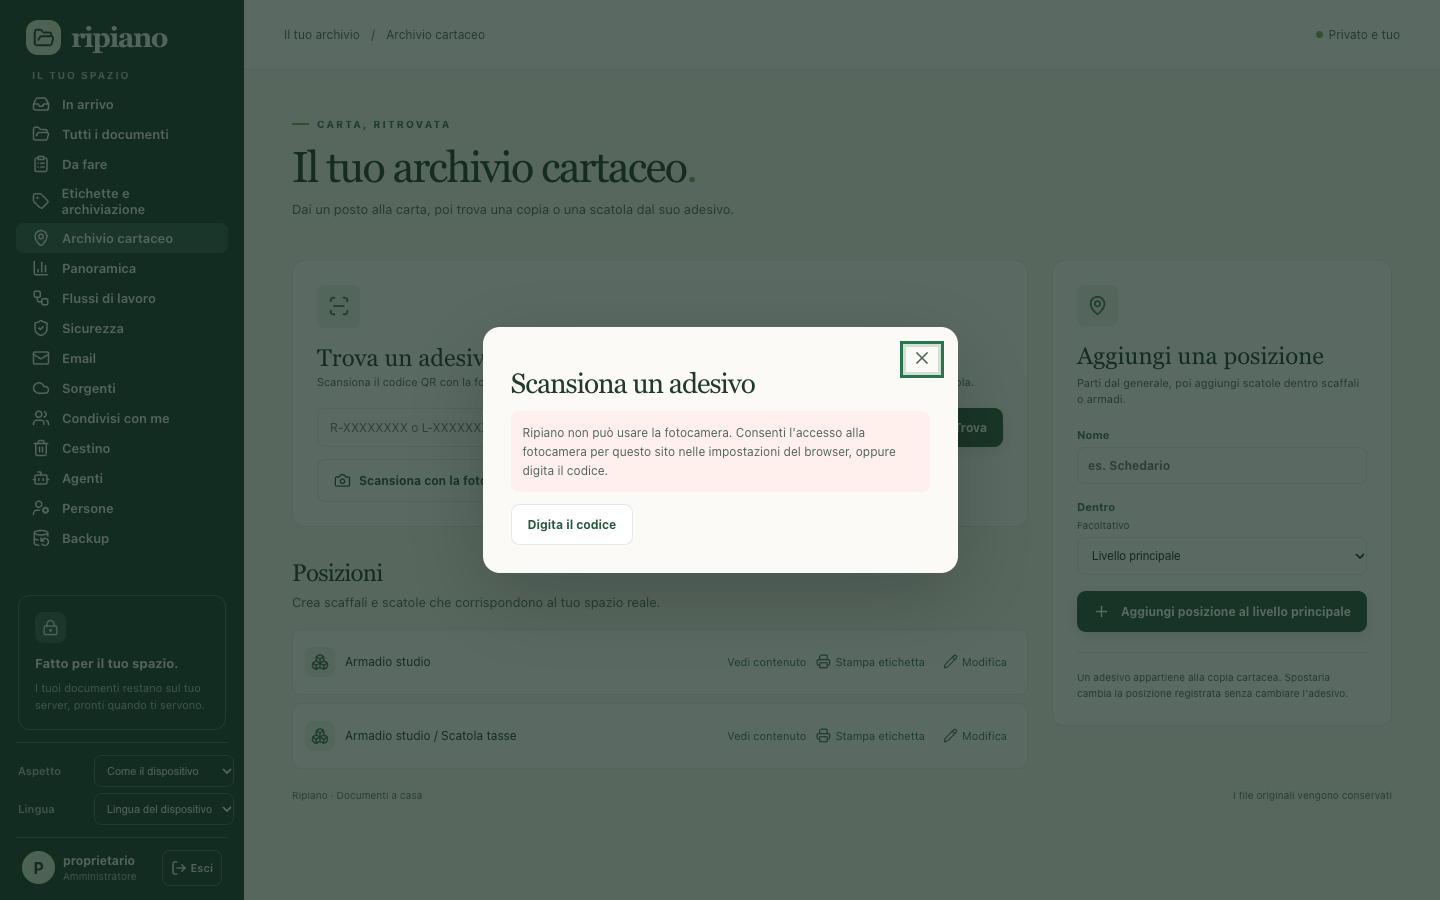 ripiano
IL TUO SPAZIO
In arrivo
Tutti i documenti
Da fare
Etichette e
archiviazione
Archivio cartaceo
Panoramica
Flussi di lavoro
Sicurezza
Email
Sorgenti
Condivisi con me
Cestino
Agenti
Persone
Backup
Fatto per il tuo spazio.
I tuoi documenti restano sul tuo
server, pronti quando ti servono.
Aspetto
Come il dispositivo
Lingua
Lingua del dispositivo
P
proprietario
Amministratore
Esci
Il tuo archivio / Archivio cartaceo
Privato e tuo
CARTA, RITROVATA
Il tuo archivio cartaceo.
Dai un posto alla carta, poi trova una copia o una scatola dal suo adesivo.
Trova un adesiv
Scansiona il codice QR con la fo
ola.
R-XXXXXXXX o L-XXXXXX
Trova
Scansiona con la foto
Scansiona un adesivo
Ripiano non può usare la fotocamera. Consenti l'accesso alla
fotocamera per questo sito nelle impostazioni del browser, oppure
digita il codice.
Digita il codice
Posizioni
Crea scaffali e scatole che corrispondono al tuo spazio reale.
Armadio studio
Vedi contenuto
Stampa etichetta
Modifica
Armadio studio / Scatola tasse
Vedi contenuto
Stampa etichetta
Modifica
Aggiungi una posizione
Parti dal generale, poi aggiungi scatole dentro scaffali
o armadi.
Nome
es. Schedario
Dentro
Facoltativo
Livello principale
Aggiungi posizione al livello principale
Un adesivo appartiene alla copia cartacea. Spostarla
cambia la posizione registrata senza cambiare l'adesivo.
Ripiano · Documenti a casa
I file originali vengono conservati